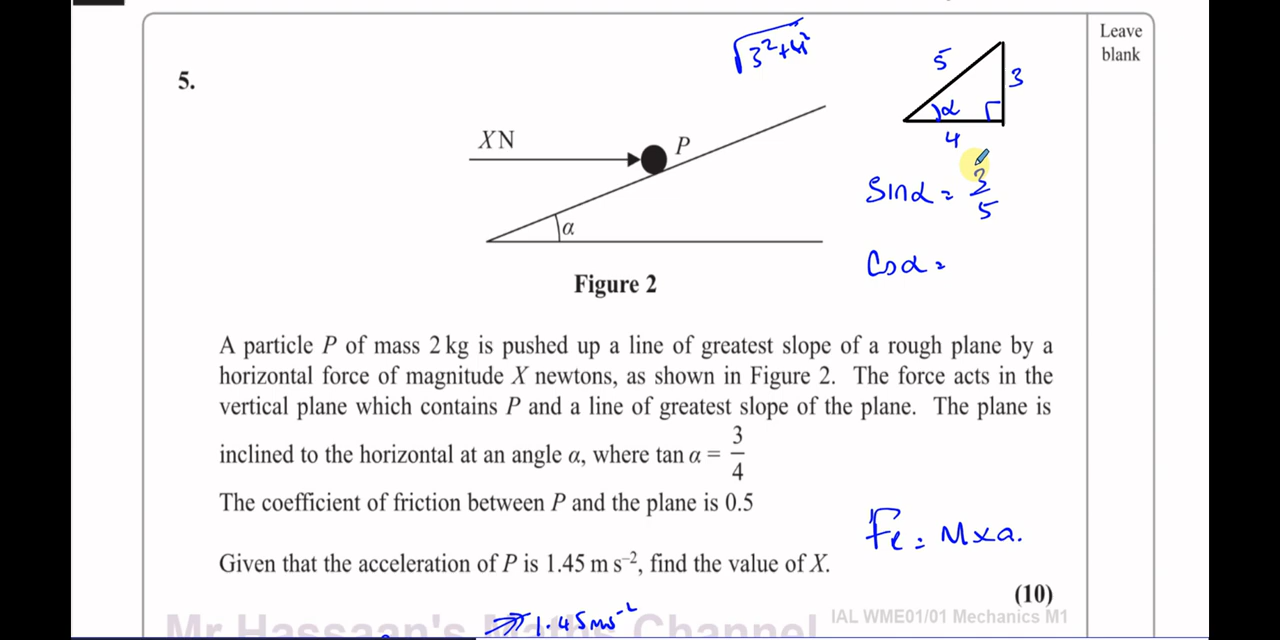 Leave
blank
5.
√3²+4²
5
3
α
4
X N
P
α
Sinα = 3/5
Cosα =
Figure 2
A particle P of mass 2 kg is pushed up a line of greatest slope of a rough plane by a
horizontal force of magnitude X newtons, as shown in Figure 2. The force acts in the
vertical plane which contains P and a line of greatest slope of the plane. The plane is
inclined to the horizontal at an angle α, where tan α = 3/4
The coefficient of friction between P and the plane is 0.5
Fr = M×a.
Given that the acceleration of P is 1.45 m s⁻², find the value of X.
(10)
Mr Hassaan's Maths Channel
1.45ms⁻²
IAL WME01/01 Mechanics M1